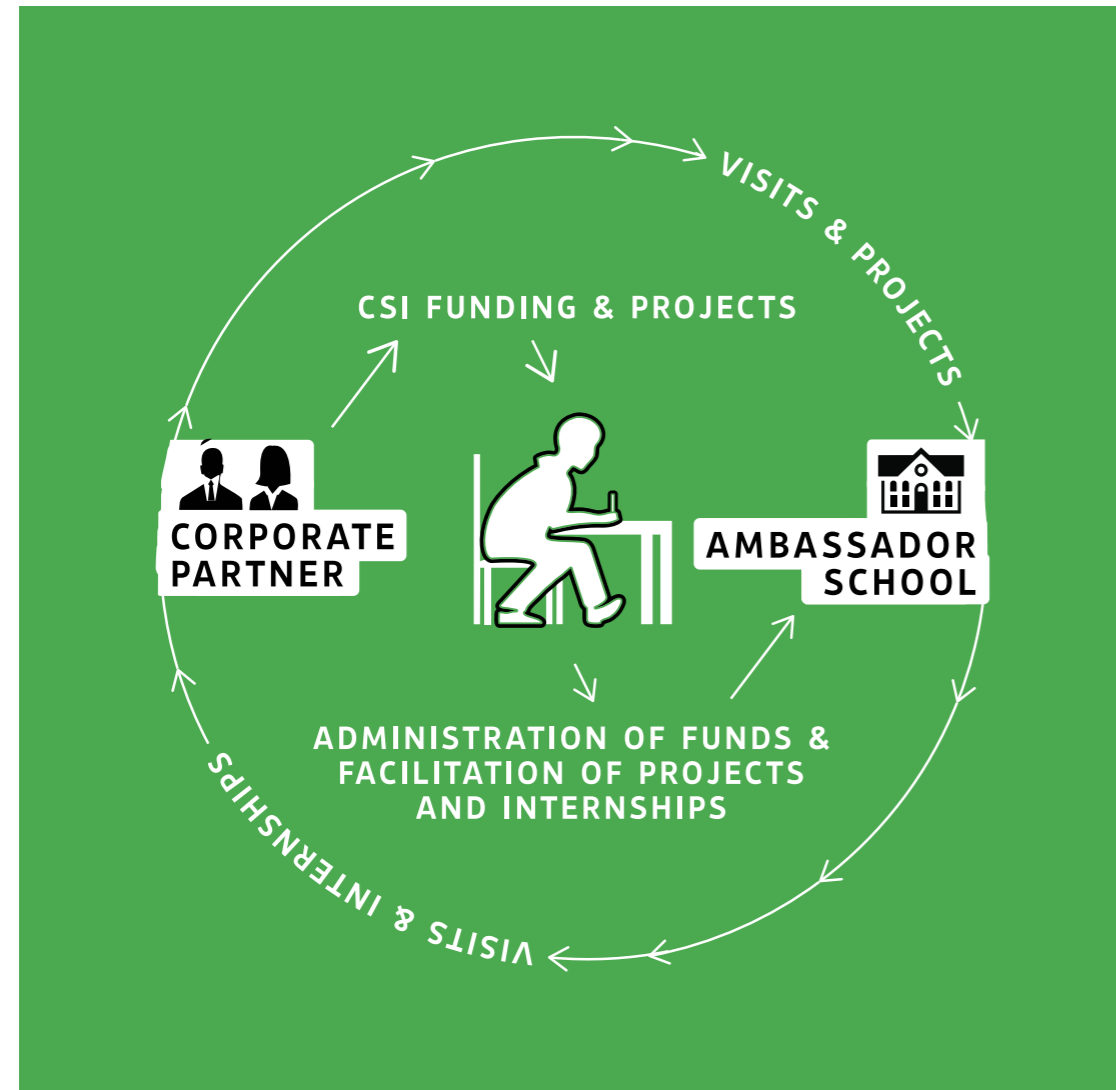 VISITS & PROJECTS
CSI FUNDING & PROJECTS
CORPORATE
PARTNER
AMBASSADOR
SCHOOL
ADMINISTRATION OF FUNDS &
FACILITATION OF PROJECTS
AND INTERNSHIPS
VISITS & INTERNSHIPS